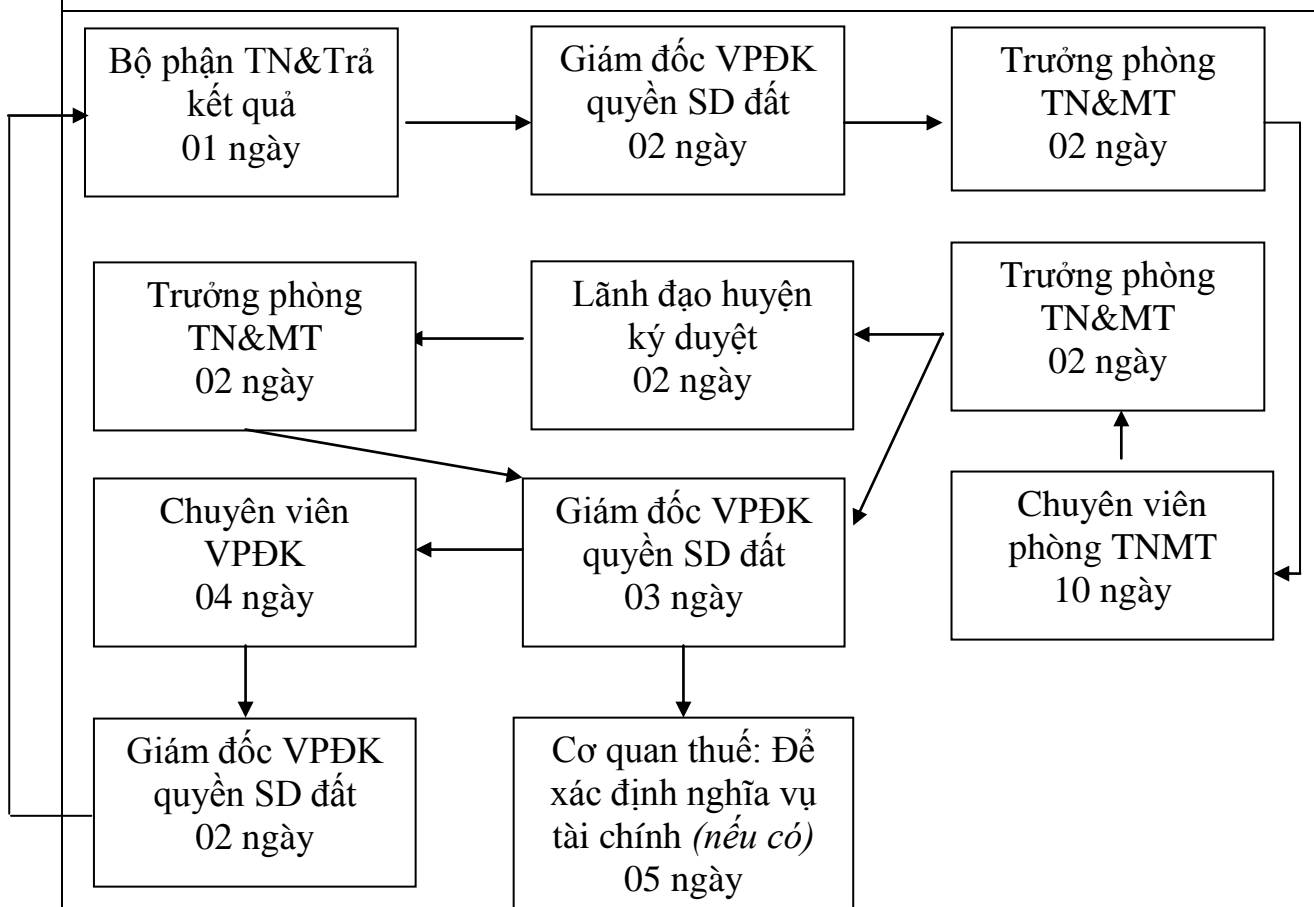 Bộ phận TN&Trả
kết quả
01 ngày
Giám đốc VPĐK
quyền SD đất
02 ngày
Trưởng phòng
TN&MT
02 ngày
Trưởng phòng
TN&MT
02 ngày
Lãnh đạo huyện
ký duyệt
02 ngày
Trưởng phòng
TN&MT
02 ngày
Chuyên viên
VPĐK
04 ngày
Giám đốc VPĐK
quyền SD đất
03 ngày
Chuyên viên
phòng TNMT
10 ngày
Giám đốc VPĐK
quyền SD đất
02 ngày
Cơ quan thuế: Để
xác định nghĩa vụ
tài chính (nếu có)
05 ngày